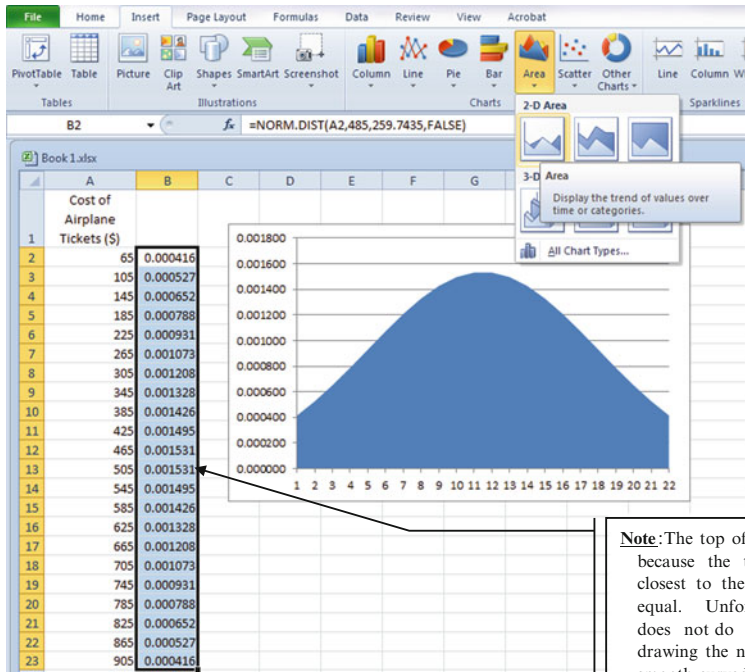 File Home Insert Page Layout Formulas Data Review View Acrobat
PivotTable Table Picture Clip Art Shapes SmartArt Screenshot Column Line Pie Bar Area Scatter Other Charts Line Column
Tables Illustrations Charts Sparklines
B2 fx =NORM.DIST(A2,485,259.7435,FALSE)
2-D Area
Book1.xlsx
3-D
Area
Display the trend of values over
time or categories.
All Chart Types...
A B C D E F G
1 Cost of
Airplane
Tickets ($)
2 65 0.000416
3 105 0.000527
4 145 0.000652
5 185 0.000788
6 225 0.000931
7 265 0.001073
8 305 0.001208
9 345 0.001328
10 385 0.001426
11 425 0.001495
12 465 0.001531
13 505 0.001531
14 545 0.001495
15 585 0.001426
16 625 0.001328
17 665 0.001208
18 705 0.001073
19 745 0.000931
20 785 0.000788
21 825 0.000652
22 865 0.000527
23 905 0.000416
0.001800
0.001600
0.001400
0.001200
0.001000
0.000800
0.000600
0.000400
0.000200
0.000000
1 2 3 4 5 6 7 8 9 10 11 12 13 14 15 16 17 18 19 20 21 22
Note:The top of
because the
closest to the
equal.
does not do
drawing the